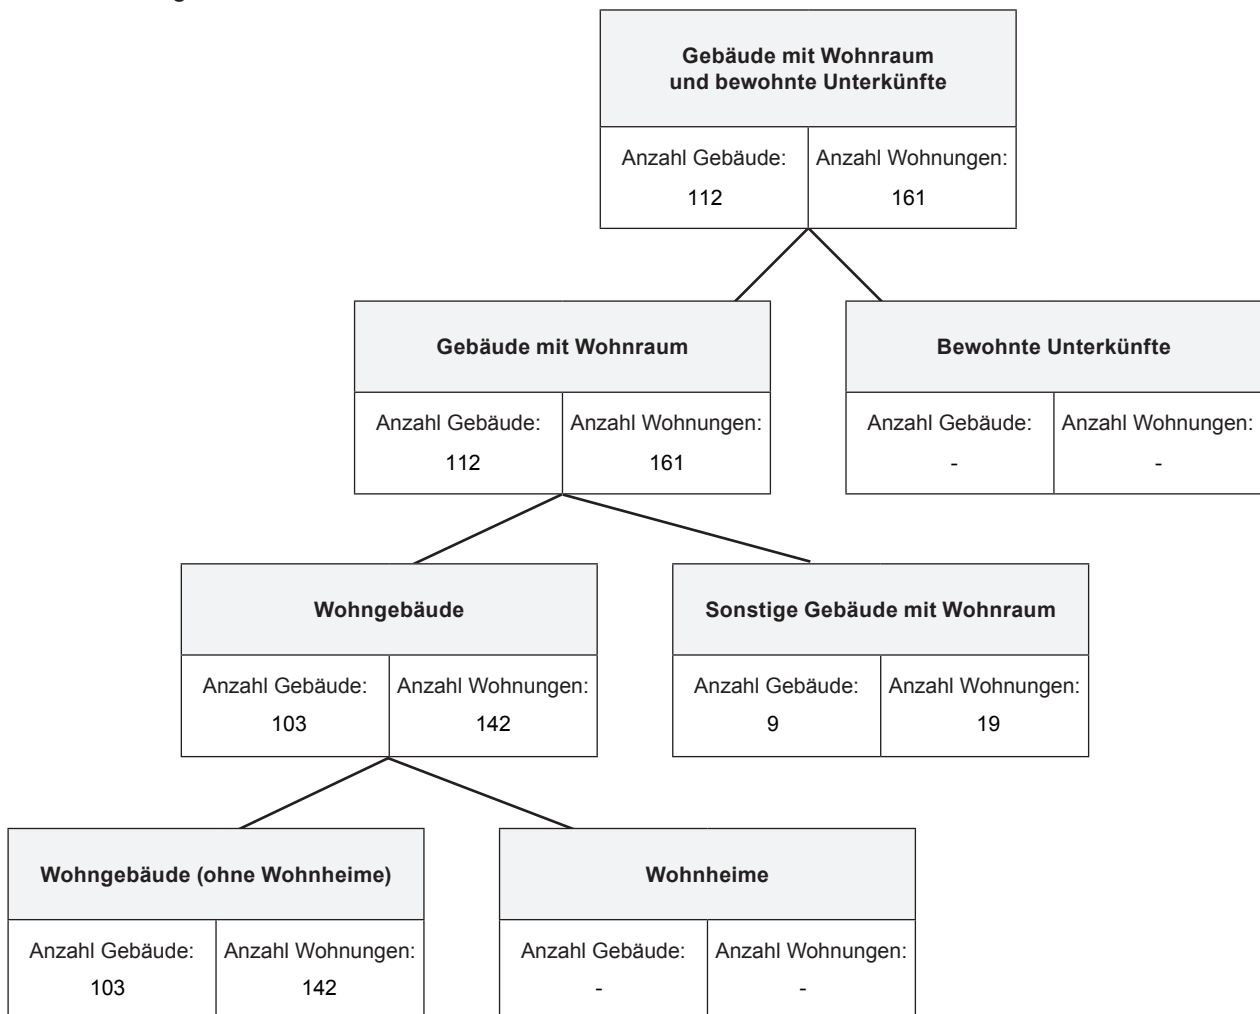 Gebäude mit Wohnraum
und bewohnte Unterkünfte
Anzahl Gebäude:
112
Anzahl Wohnungen:
161
Gebäude mit Wohnraum
Anzahl Gebäude:
112
Anzahl Wohnungen:
161
Bewohnte Unterkünfte
Anzahl Gebäude:
-
Anzahl Wohnungen:
-
Wohngebäude
Anzahl Gebäude:
103
Anzahl Wohnungen:
142
Sonstige Gebäude mit Wohnraum
Anzahl Gebäude:
9
Anzahl Wohnungen:
19
Wohngebäude (ohne Wohnheime)
Anzahl Gebäude:
103
Anzahl Wohnungen:
142
Wohnheime
Anzahl Gebäude:
-
Anzahl Wohnungen:
-